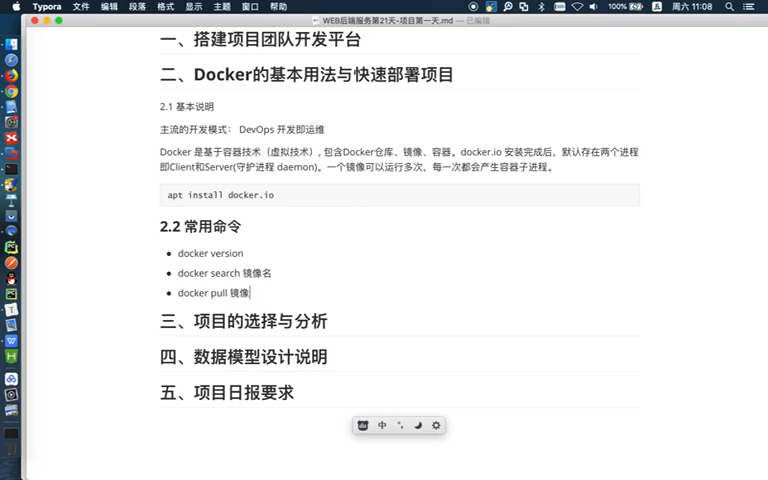 Typora 文件 编辑 段落 格式 显示 主题 窗口 帮助 100% 周六 11:08
WEB后端服务第21天-项目第一天.md — 已编辑
一、搭建项目团队开发平台
二、Docker的基本用法与快速部署项目
2.1 基本说明
主流的开发模式： DevOps 开发即运维
Docker 是基于容器技术（虚拟技术）, 包含Docker仓库、镜像、容器。docker.io 安装完成后，默认存在两个进程
即Client和Server(守护进程 daemon)。一个镜像可以运行多次，每一次都会产生容器子进程。
apt install docker.io
2.2 常用命令
docker version
docker search 镜像名
docker pull 镜像
三、项目的选择与分析
四、数据模型设计说明
五、项目日报要求
中